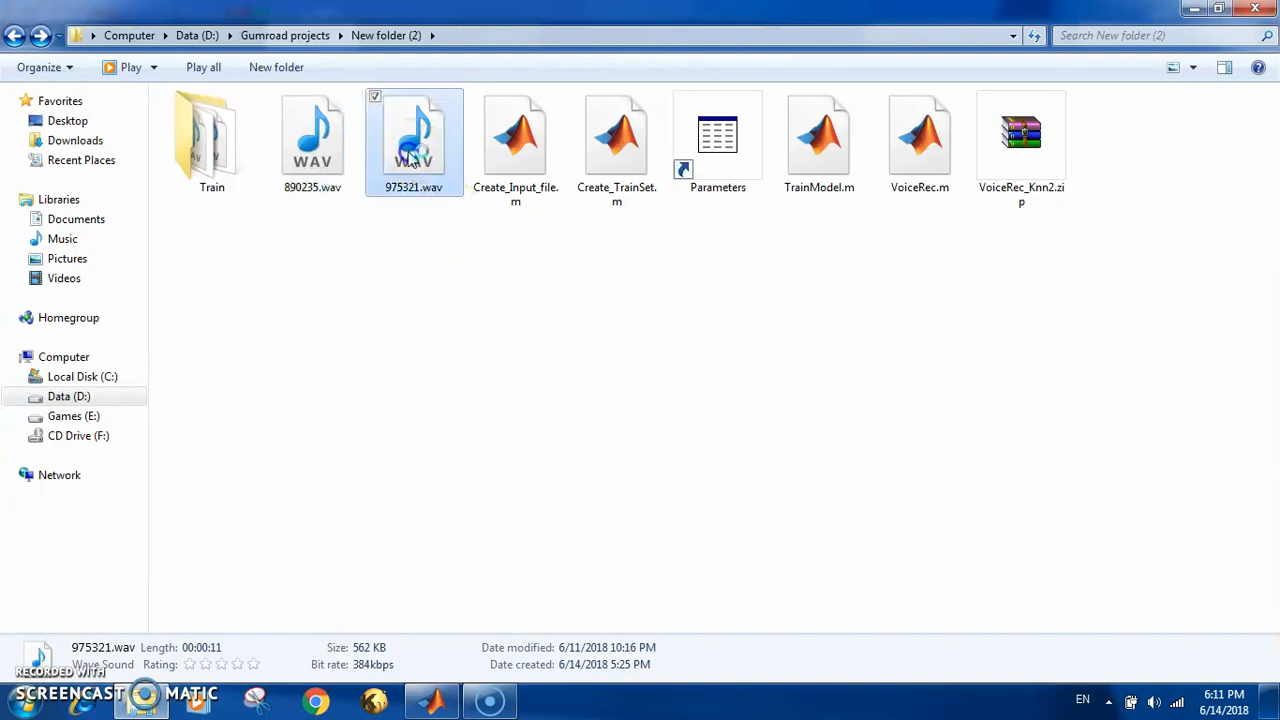 Computer
Data (D:)
Gumroad projects
New folder (2)
Search New folder (2)
Organize
Play
Play all
New folder
Favorites
Desktop
Downloads
Recent Places
Libraries
Documents
Music
Pictures
Videos
Homegroup
Computer
Local Disk (C:)
Data (D:)
Games (E:)
CD Drive (F:)
Network
Train
WAV
890235.wav
WAV
975321.wav
Create_Input_file.
m
Create_TrainSet.
m
Parameters
TrainModel.m
VoiceRec.m
VoiceRec_Knn2.zi
p
975321.wav Length: 00:00:11 Size: 562 KB Date modified: 6/11/2018 10:16 PM
Wave Sound Rating: Bit rate: 384kbps Date created: 6/14/2018 5:25 PM
RECORDED WITH
SCREENCAST MATIC
EN
6:11 PM
6/14/2018